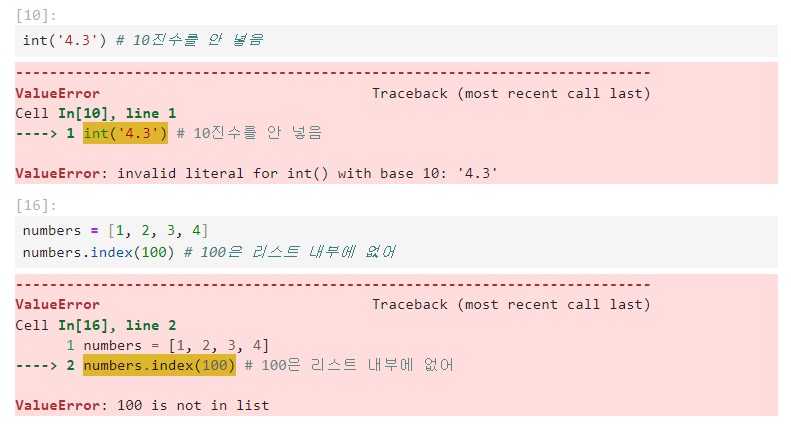 [10]:
int('4.3') # 10진수를 안 넣음
---------------------------------------------------------------------------
ValueError                                Traceback (most recent call last)
Cell In[10], line 1
----> 1 int('4.3') # 10진수를 안 넣음
ValueError: invalid literal for int() with base 10: '4.3'
[16]:
numbers = [1, 2, 3, 4]
numbers.index(100) # 100은 리스트 내부에 없어
---------------------------------------------------------------------------
ValueError                                Traceback (most recent call last)
Cell In[16], line 2
      1 numbers = [1, 2, 3, 4]
----> 2 numbers.index(100) # 100은 리스트 내부에 없어
ValueError: 100 is not in list